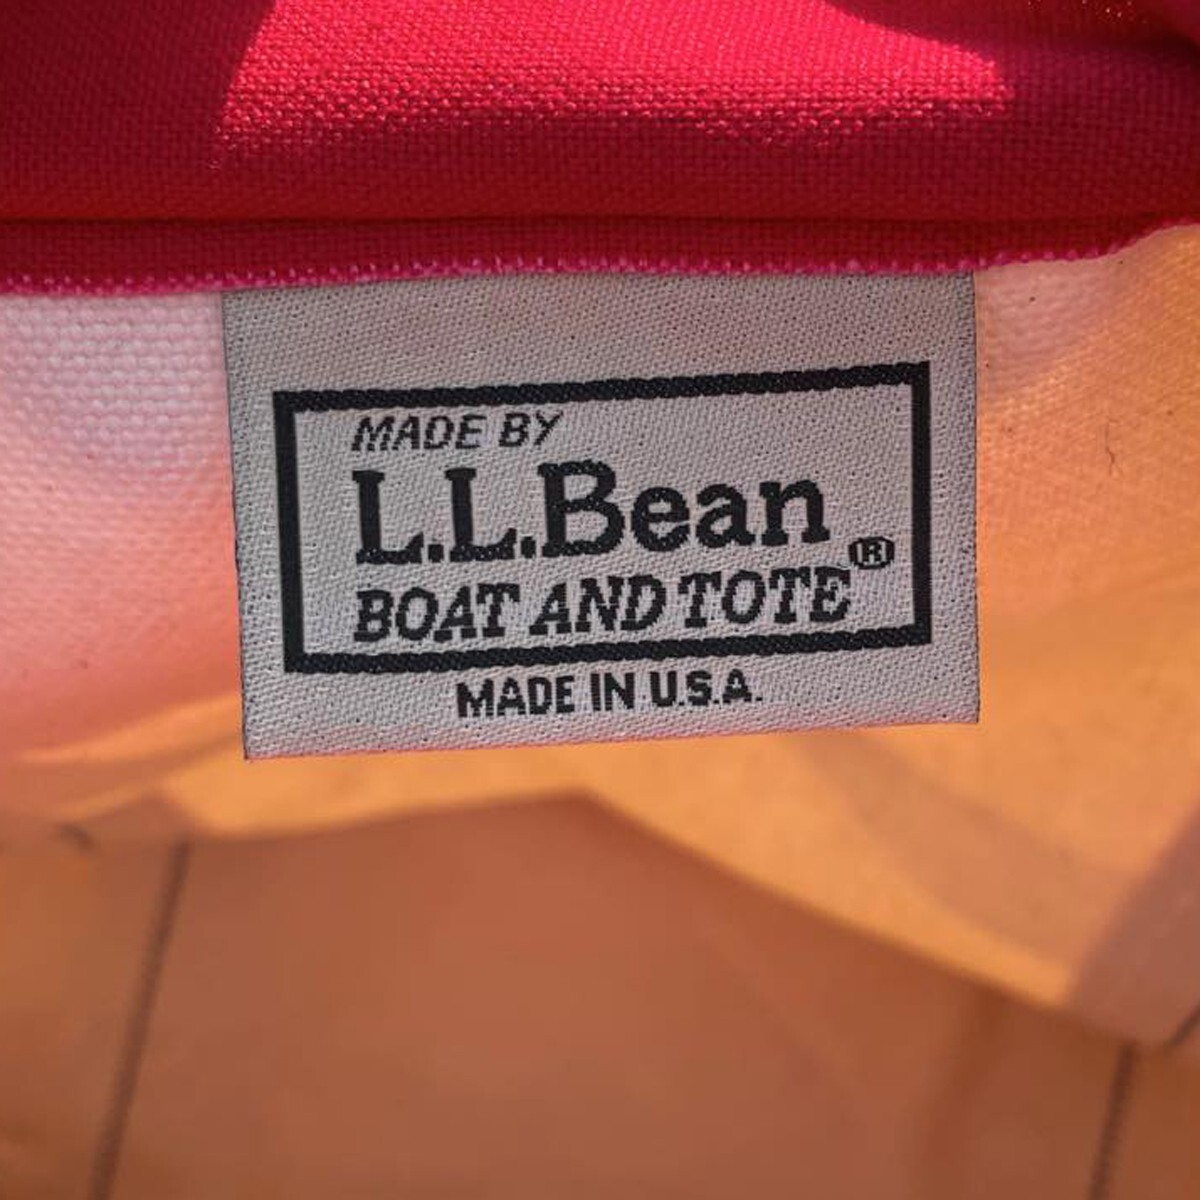 MADE BY
L.L.Bean
BOAT AND TOTE®
MADE IN U.S.A.